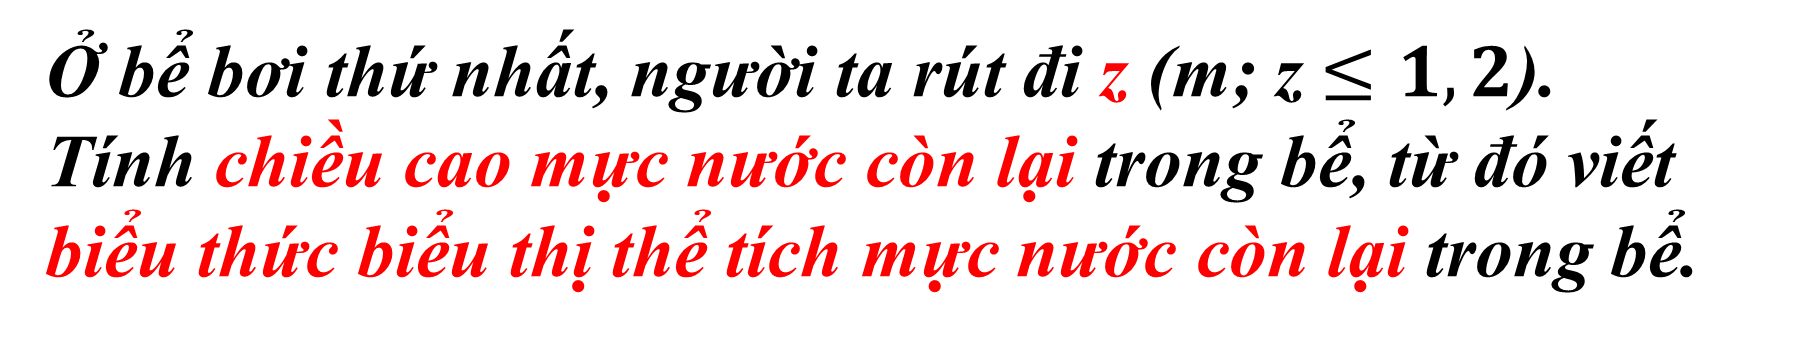 Ở bể bơi thứ nhất, người ta rút đi z (m; z ≤ 1, 2).
Tính chiều cao mực nước còn lại trong bể, từ đó viết
biểu thức biểu thị thể tích mực nước còn lại trong bể.